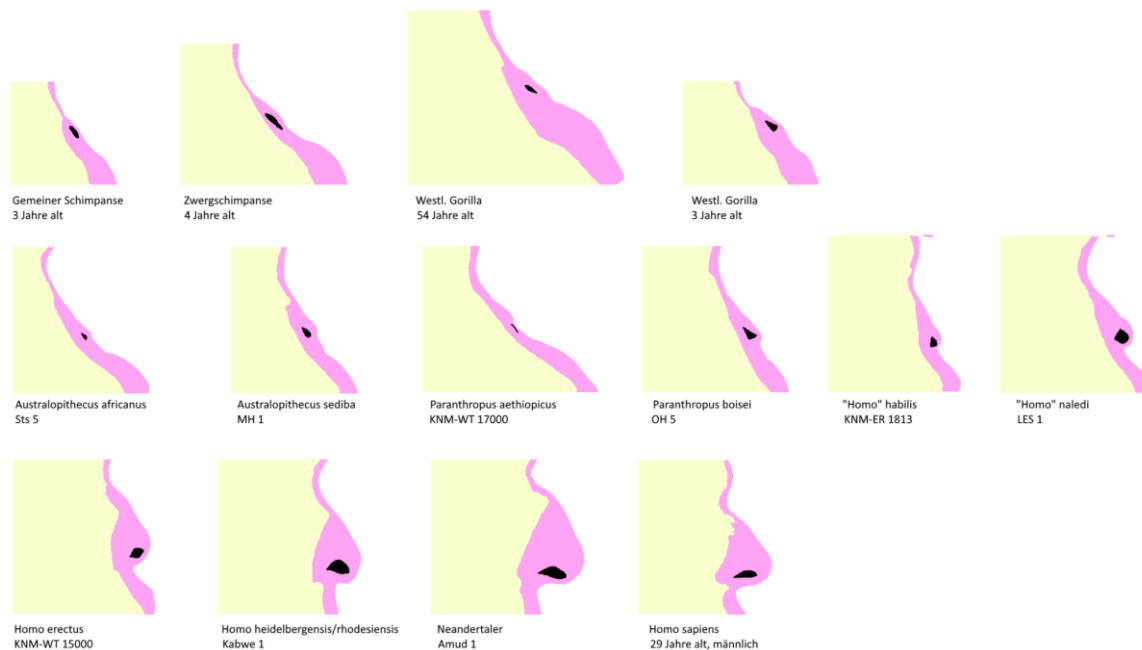 Gemeiner Schimpanse
3 Jahre alt
Zwergschimpanse
4 Jahre alt
Westl. Gorilla
54 Jahre alt
Westl. Gorilla
3 Jahre alt
Australopithecus africanus
Sts 5
Australopithecus sediba
MH 1
Paranthropus aethiopicus
KNM-WT 17000
Paranthropus boisei
OH 5
"Homo" habilis
KNM-ER 1813
"Homo" naledi
LES 1
Homo erectus
KNM-WT 15000
Homo heidelbergensis/rhodesiensis
Kabwe 1
Neandertaler
Amud 1
Homo sapiens
29 Jahre alt, männlich